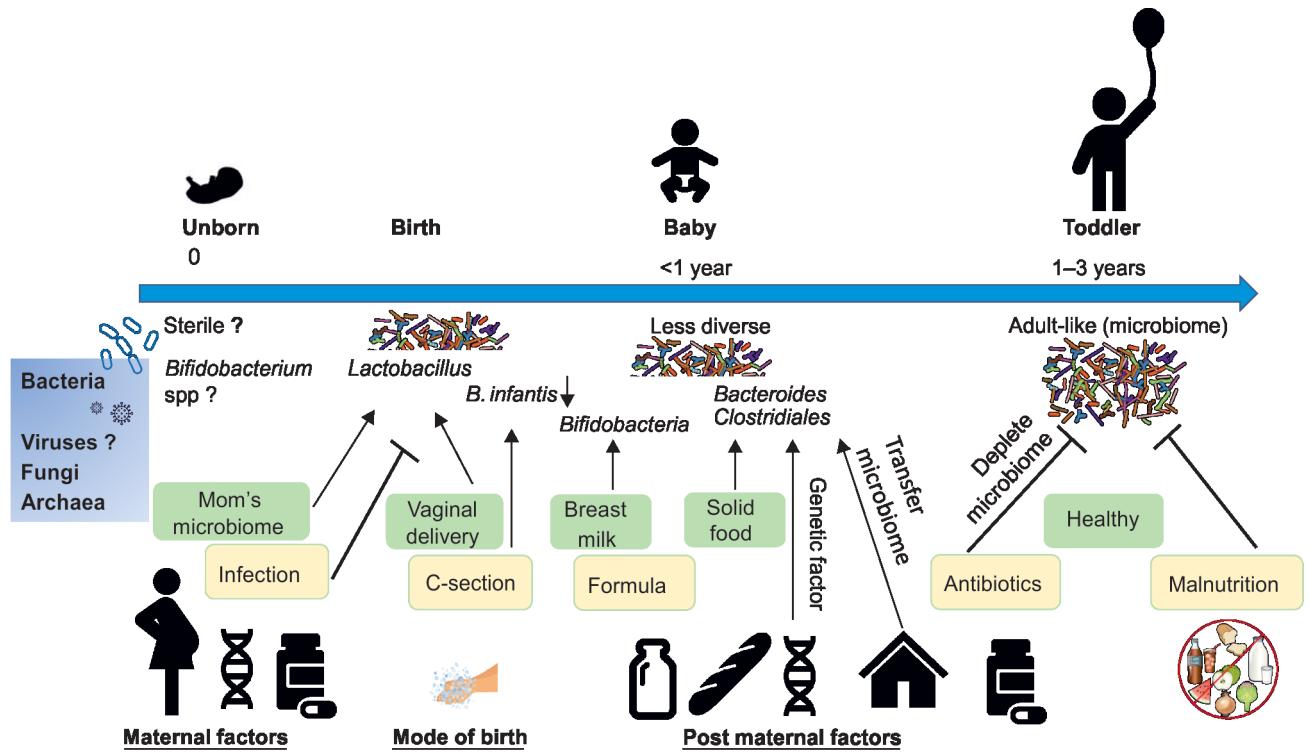 Unborn
Birth
Baby
Toddler
0
<1 year
1–3 years
Sterile ?
Less diverse
Adult-like (microbiome)
Bifidobacterium
spp ?
Lactobacillus
B. infantis
Bifidobacteria
Bacteroides
Clostridiales
Bacteria
Viruses ?
Fungi
Archaea
Mom's
microbiome
Infection
Vaginal
delivery
C-section
Breast
milk
Formula
Solid
food
Genetic factor
Transfer
microbiome
Deplete
microbiome
Healthy
Antibiotics
Malnutrition
Maternal factors
Mode of birth
Post maternal factors